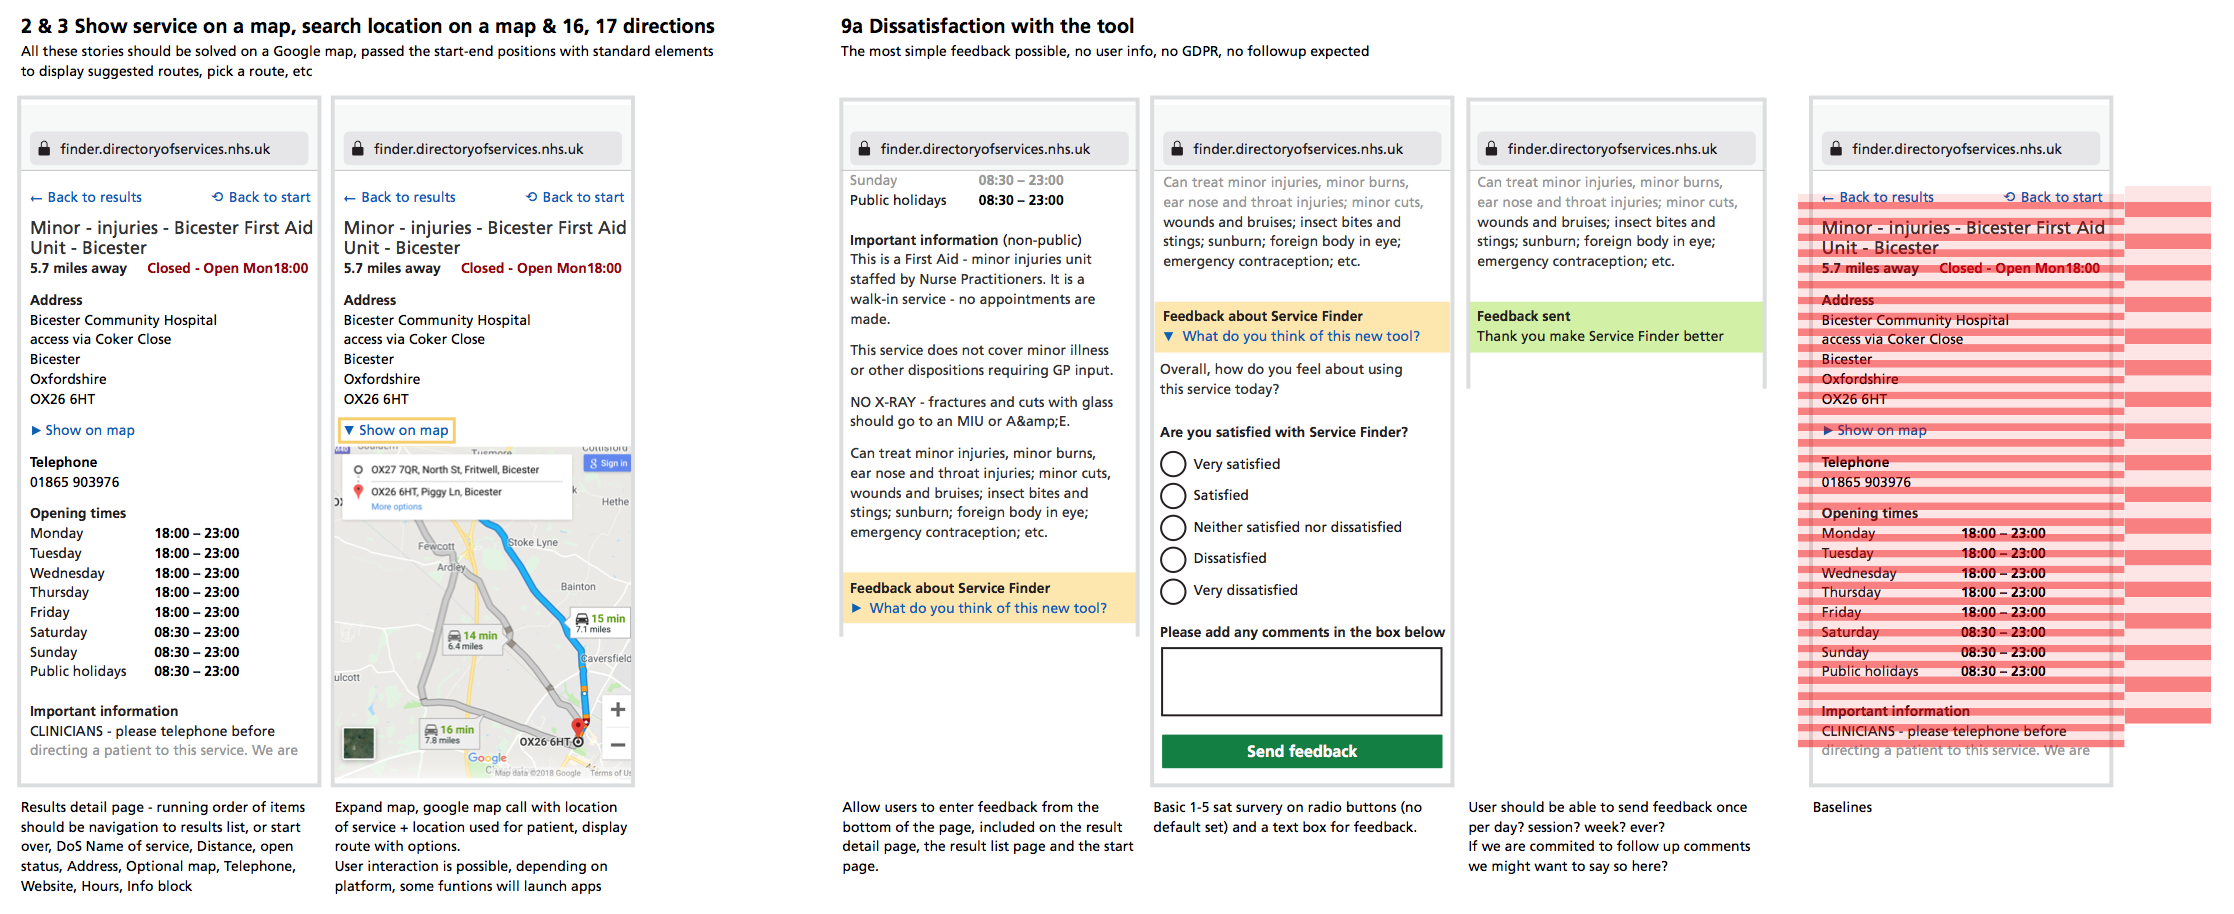 2 & 3 Show service on a map, search location on a map & 16, 17 directions
All these stories should be solved on a Google map, passed the start-end positions with standard elements
to display suggested routes, pick a route, etc
finder.directoryofservices.nhs.uk
← Back to results ⟲ Back to start
Minor - injuries - Bicester First Aid
Unit - Bicester
5.7 miles away Closed - Open Mon18:00
Address
Bicester Community Hospital
access via Coker Close
Bicester
Oxfordshire
OX26 6HT
▶ Show on map
Telephone
01865 903976
Opening times
Monday 18:00 – 23:00
Tuesday 18:00 – 23:00
Wednesday 18:00 – 23:00
Thursday 18:00 – 23:00
Friday 18:00 – 23:00
Saturday 08:30 – 23:00
Sunday 08:30 – 23:00
Public holidays 08:30 – 23:00
Important information
CLINICIANS - please telephone before
directing a patient to this service. We are
Results detail page - running order of items
should be navigation to results list, or start
over, DoS Name of service, Distance, open
status, Address, Optional map, Telephone,
Website, Hours, Info block
finder.directoryofservices.nhs.uk
← Back to results ⟲ Back to start
Minor - injuries - Bicester First Aid
Unit - Bicester
5.7 miles away Closed - Open Mon18:00
Address
Bicester Community Hospital
access via Coker Close
Bicester
Oxfordshire
OX26 6HT
▼ Show on map
Tusmore
Cottisford
OX27 7QR, North St, Fritwell, Bicester
Sign in
OX26 6HT, Piggy Ln, Bicester
More options
Hethe
Fewcott
Stoke Lyne
Ardley
Bainton
15 min
7.1 miles
14 min
6.4 miles
Caversfield
ulcott
16 min
7.8 miles
OX26 6HT
Google
Map data ©2018 Google Terms of Us
Expand map, google map call with location
of service + location used for patient, display
route with options.
User interaction is possible, depending on
platform, some funtions will launch apps
9a Dissatisfaction with the tool
The most simple feedback possible, no user info, no GDPR, no followup expected
finder.directoryofservices.nhs.uk
Sunday 08:30 – 23:00
Public holidays 08:30 – 23:00
Important information (non-public)
This is a First Aid - minor injuries unit
staffed by Nurse Practitioners. It is a
walk-in service - no appointments are
made.
This service does not cover minor illness
or other dispositions requiring GP input.
NO X-RAY - fractures and cuts with glass
should go to an MIU or A&amp;E.
Can treat minor injuries, minor burns,
ear nose and throat injuries; minor cuts,
wounds and bruises; insect bites and
stings; sunburn; foreign body in eye;
emergency contraception; etc.
Feedback about Service Finder
▶ What do you think of this new tool?
Allow users to enter feedback from the
bottom of the page, included on the result
detail page, the result list page and the start
page.
finder.directoryofservices.nhs.uk
Can treat minor injuries, minor burns,
ear nose and throat injuries; minor cuts,
wounds and bruises; insect bites and
stings; sunburn; foreign body in eye;
emergency contraception; etc.
Feedback about Service Finder
▼ What do you think of this new tool?
Overall, how do you feel about using
this service today?
Are you satisfied with Service Finder?
Very satisfied
Satisfied
Neither satisfied nor dissatisfied
Dissatisfied
Very dissatisfied
Please add any comments in the box below
Send feedback
Basic 1-5 sat survery on radio buttons (no
default set) and a text box for feedback.
finder.directoryofservices.nhs.uk
Can treat minor injuries, minor burns,
ear nose and throat injuries; minor cuts,
wounds and bruises; insect bites and
stings; sunburn; foreign body in eye;
emergency contraception; etc.
Feedback sent
Thank you make Service Finder better
User should be able to send feedback once
per day? session? week? ever?
If we are commited to follow up comments
we might want to say so here?
finder.directoryofservices.nhs.uk
← Back to results ⟲ Back to start
Minor - injuries - Bicester First Aid
Unit - Bicester
5.7 miles away Closed - Open Mon18:00
Address
Bicester Community Hospital
access via Coker Close
Bicester
Oxfordshire
OX26 6HT
▶ Show on map
Telephone
01865 903976
Opening times
Monday 18:00 – 23:00
Tuesday 18:00 – 23:00
Wednesday 18:00 – 23:00
Thursday 18:00 – 23:00
Friday 18:00 – 23:00
Saturday 08:30 – 23:00
Sunday 08:30 – 23:00
Public holidays 08:30 – 23:00
Important information
CLINICIANS - please telephone before
directing a patient to this service. We are
Baselines